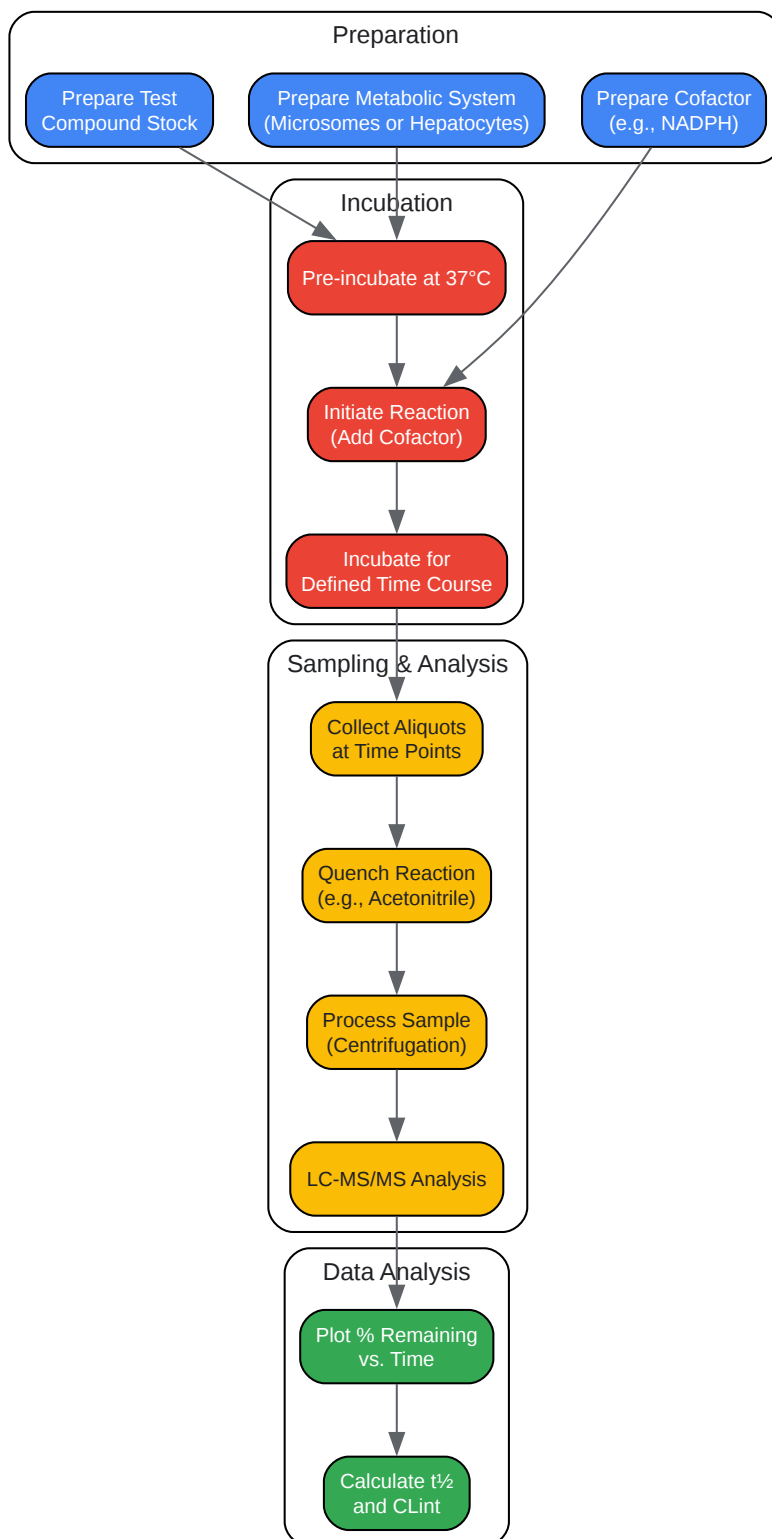 Preparation
Prepare Test
Compound Stock
Prepare Metabolic System
(Microsomes or Hepatocytes)
Prepare Cofactor
(e.g., NADPH)
Incubation
Pre-incubate at 37°C
Initiate Reaction
(Add Cofactor)
Incubate for
Defined Time Course
Sampling & Analysis
Collect Aliquots
at Time Points
Quench Reaction
(e.g., Acetonitrile)
Process Sample
(Centrifugation)
LC-MS/MS Analysis
Data Analysis
Plot % Remaining
vs. Time
Calculate t½
and CLint